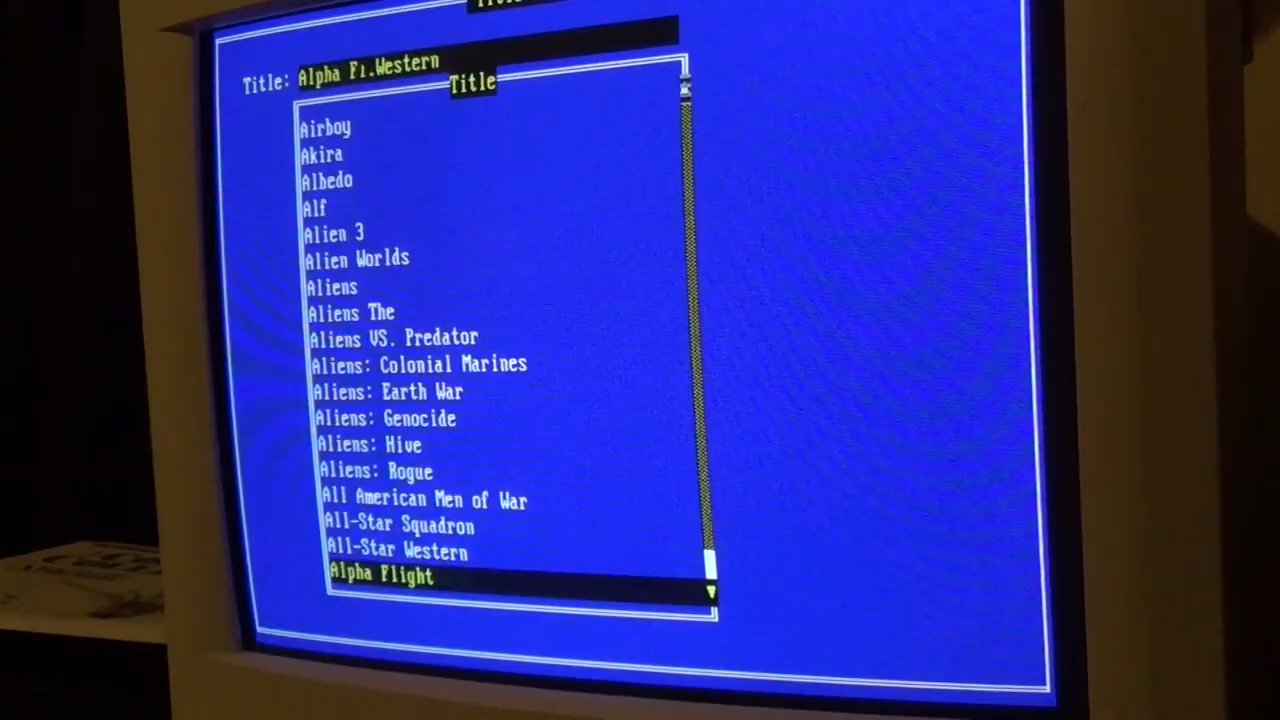 Title: Alpha Fi.Western
Title
Airboy
Akira
Albedo
Alf
Alien 3
Alien Worlds
Aliens
Aliens The
Aliens VS. Predator
Aliens: Colonial Marines
Aliens: Earth War
Aliens: Genocide
Aliens: Hive
Aliens: Rogue
All American Men of War
All-Star Squadron
All-Star Western
Alpha Flight